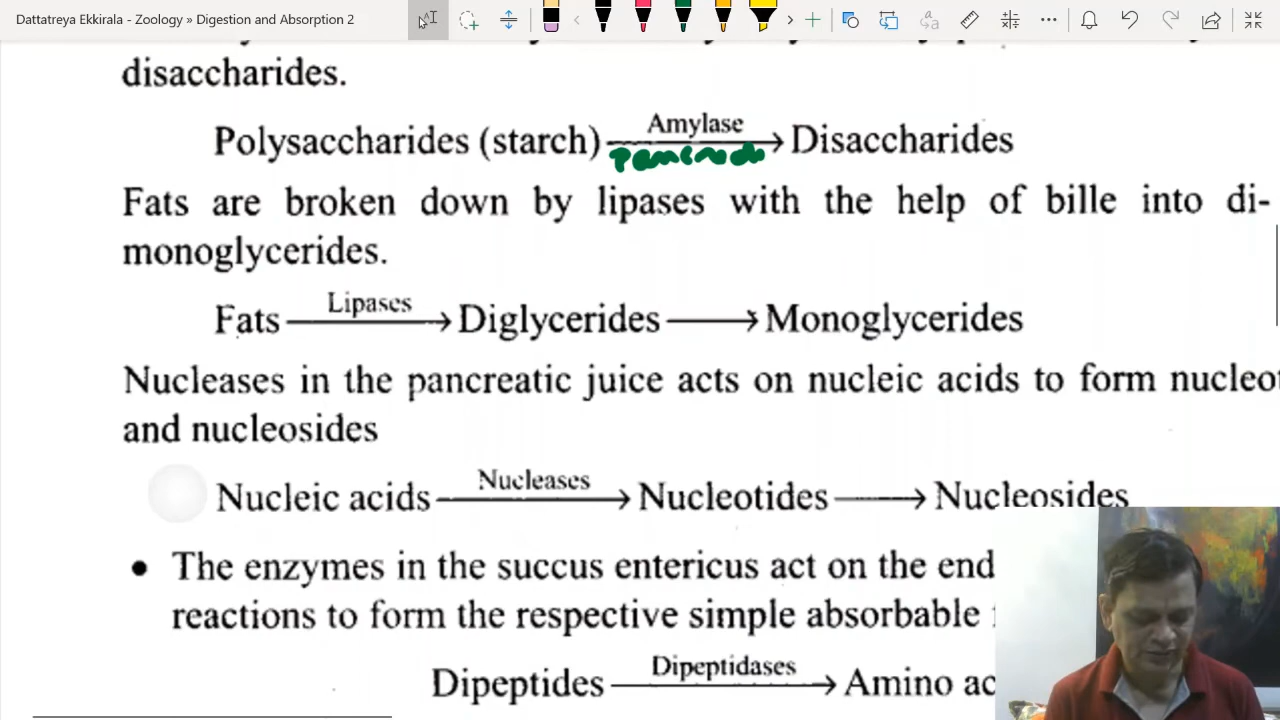 Dattatreya Ekkirala - Zoology » Digestion and Absorption 2
disaccharides.
Polysaccharides (starch) Amylase Disaccharides
Fats are broken down by lipases with the help of bille into di-
monoglycerides.
Fats Lipases Diglycerides Monoglycerides
Nucleases in the pancreatic juice acts on nucleic acids to form
and nucleosides
Nucleic acids Nucleases Nucleotides Nucleosides
• The enzymes in the succus entericus act on the end
reactions to form the respective simple absorbable
Dipeptides Dipeptidases Amino ac